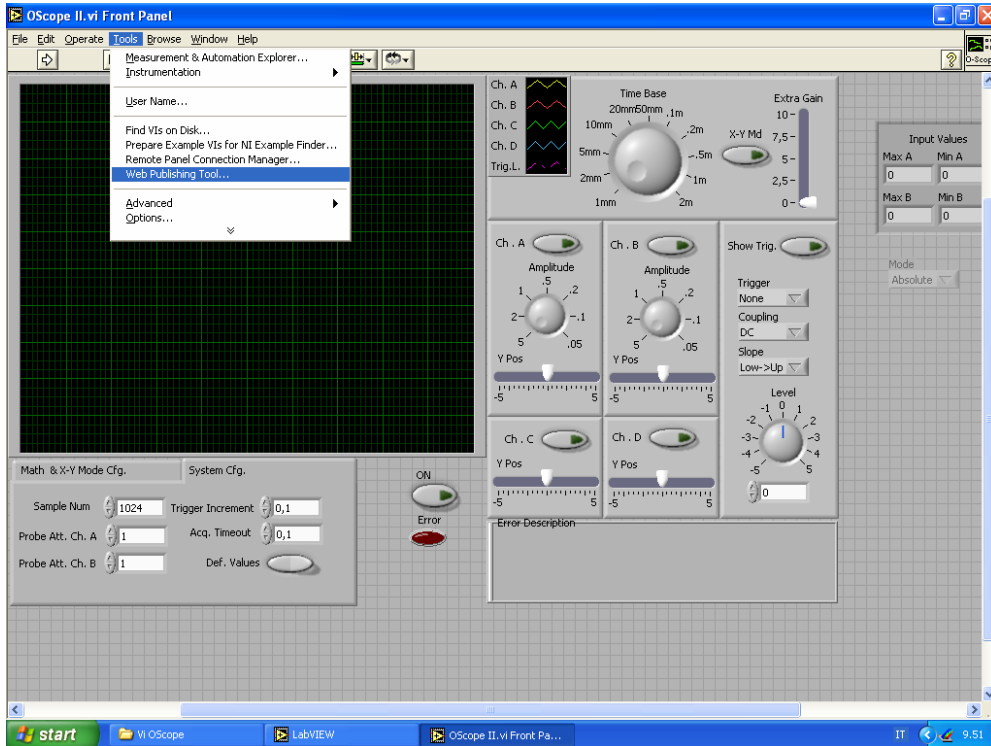 OScope II.vi Front Panel
File Edit Operate Tools Browse Window Help
Measurement & Automation Explorer...
Instrumentation
User Name...
Find VIs on Disk...
Prepare Example VIs for NI Example Finder...
Remote Panel Connection Manager...
Web Publishing Tool...
Advanced
Options...
?
O-Scop
Ch. A
Ch. B
Ch. C
Ch. D
Trig.L.
Time Base
20mm 50mm .1m
10mm .2m
5mm .5m
2mm 1m
1mm 2m
X-Y Md
Extra Gain
10
7,5
5
2,5
0
Input Values
Max A Min A
0 0
Max B Min B
0 0
Mode
Absolute
Ch . A
Amplitude
.5
1 .2
2 .1
5 .05
Y Pos
-5 5
Ch . B
Amplitude
.5
1 .2
2 .1
5 .05
Y Pos
-5 5
Show Trig.
Trigger
None
Coupling
DC
Slope
Low->Up
Level
-1 0 1
-2 2
-3 3
-4 4
-5 5
0
Ch . C
Y Pos
-5 5
Ch . D
Y Pos
-5 5
Math & X-Y Mode Cfg. System Cfg.
Sample Num 1024 Trigger Increment 0,1
Probe Att. Ch. A 1 Acq. Timeout 0,1
Probe Att. Ch. B 1 Def. Values
ON
Error
Error Description
start Vi OScope LabVIEW OScope II.vi Front Pa... IT 9.51